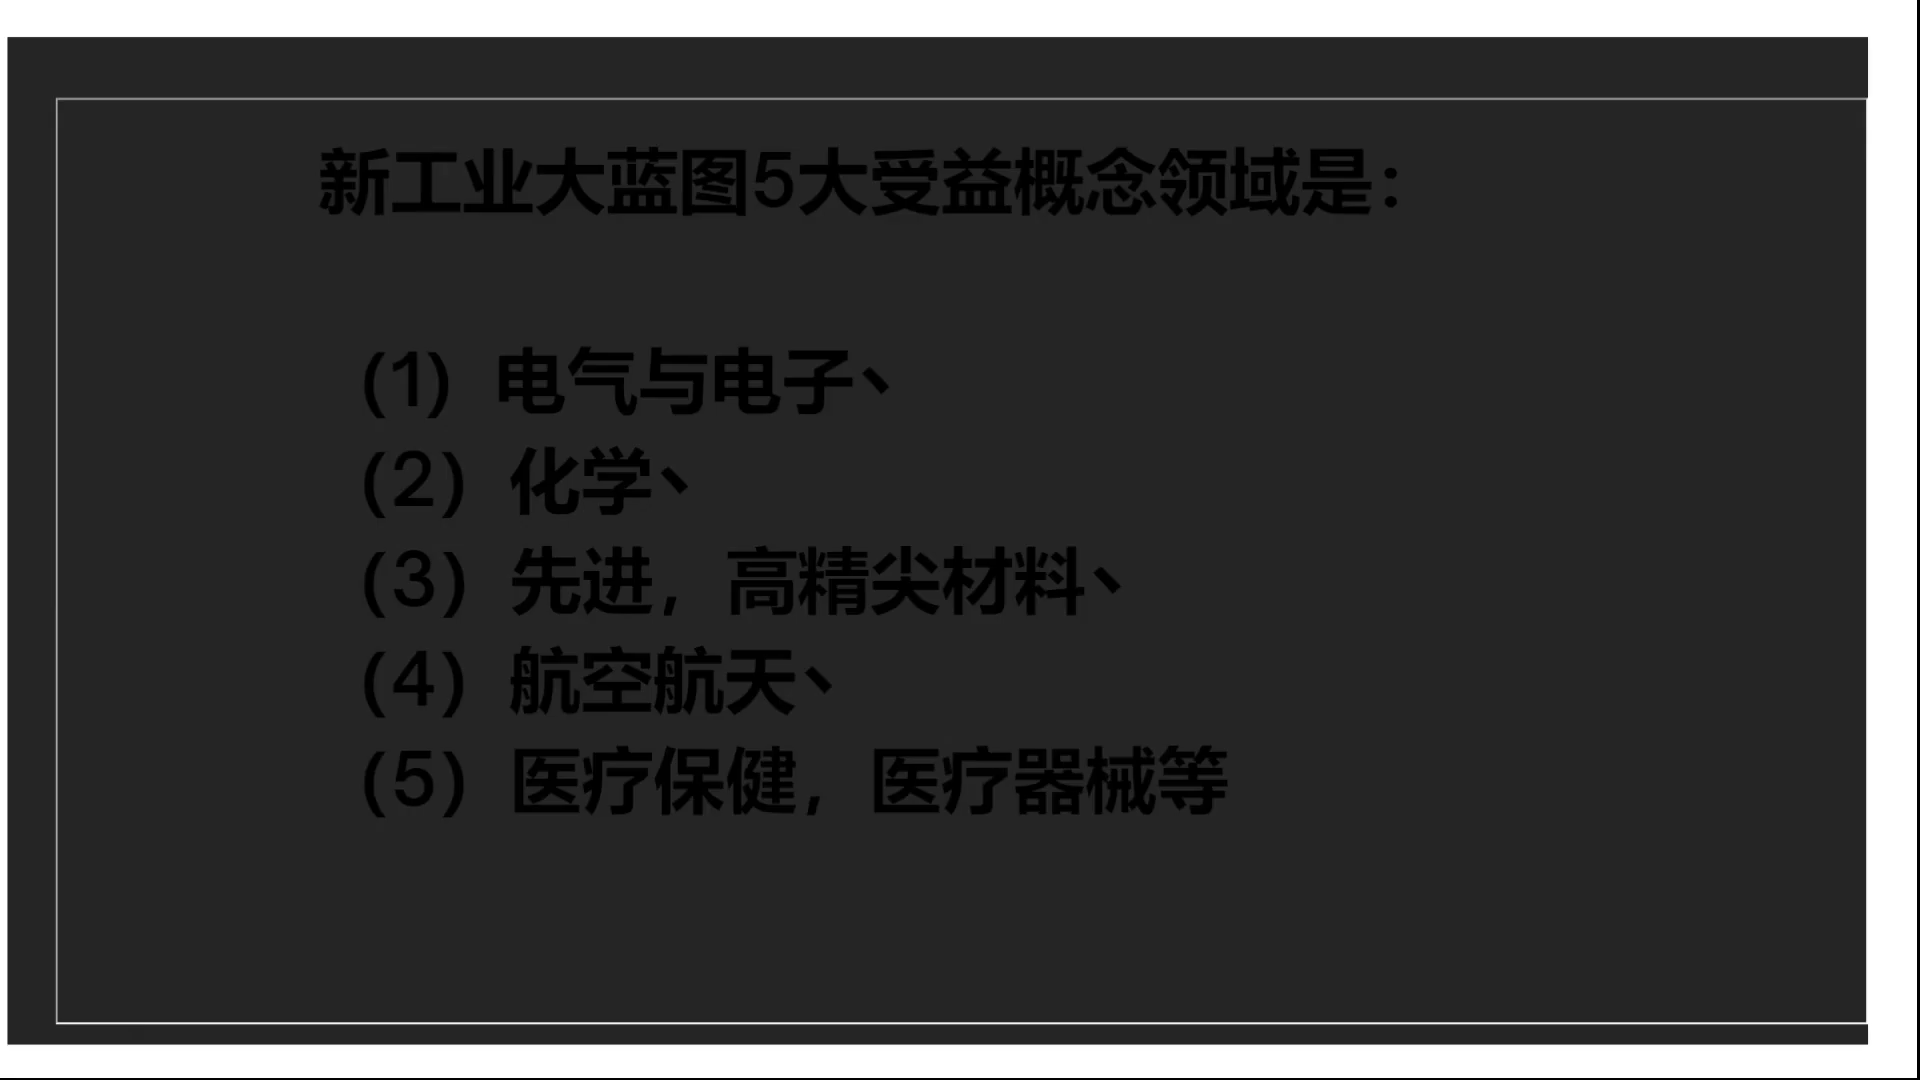 新工业大蓝图5大受益概念领域是：
(1) 电气与电子、
(2) 化学、
(3) 先进，高精尖材料、
(4) 航空航天、
(5) 医疗保健，医疗器械等